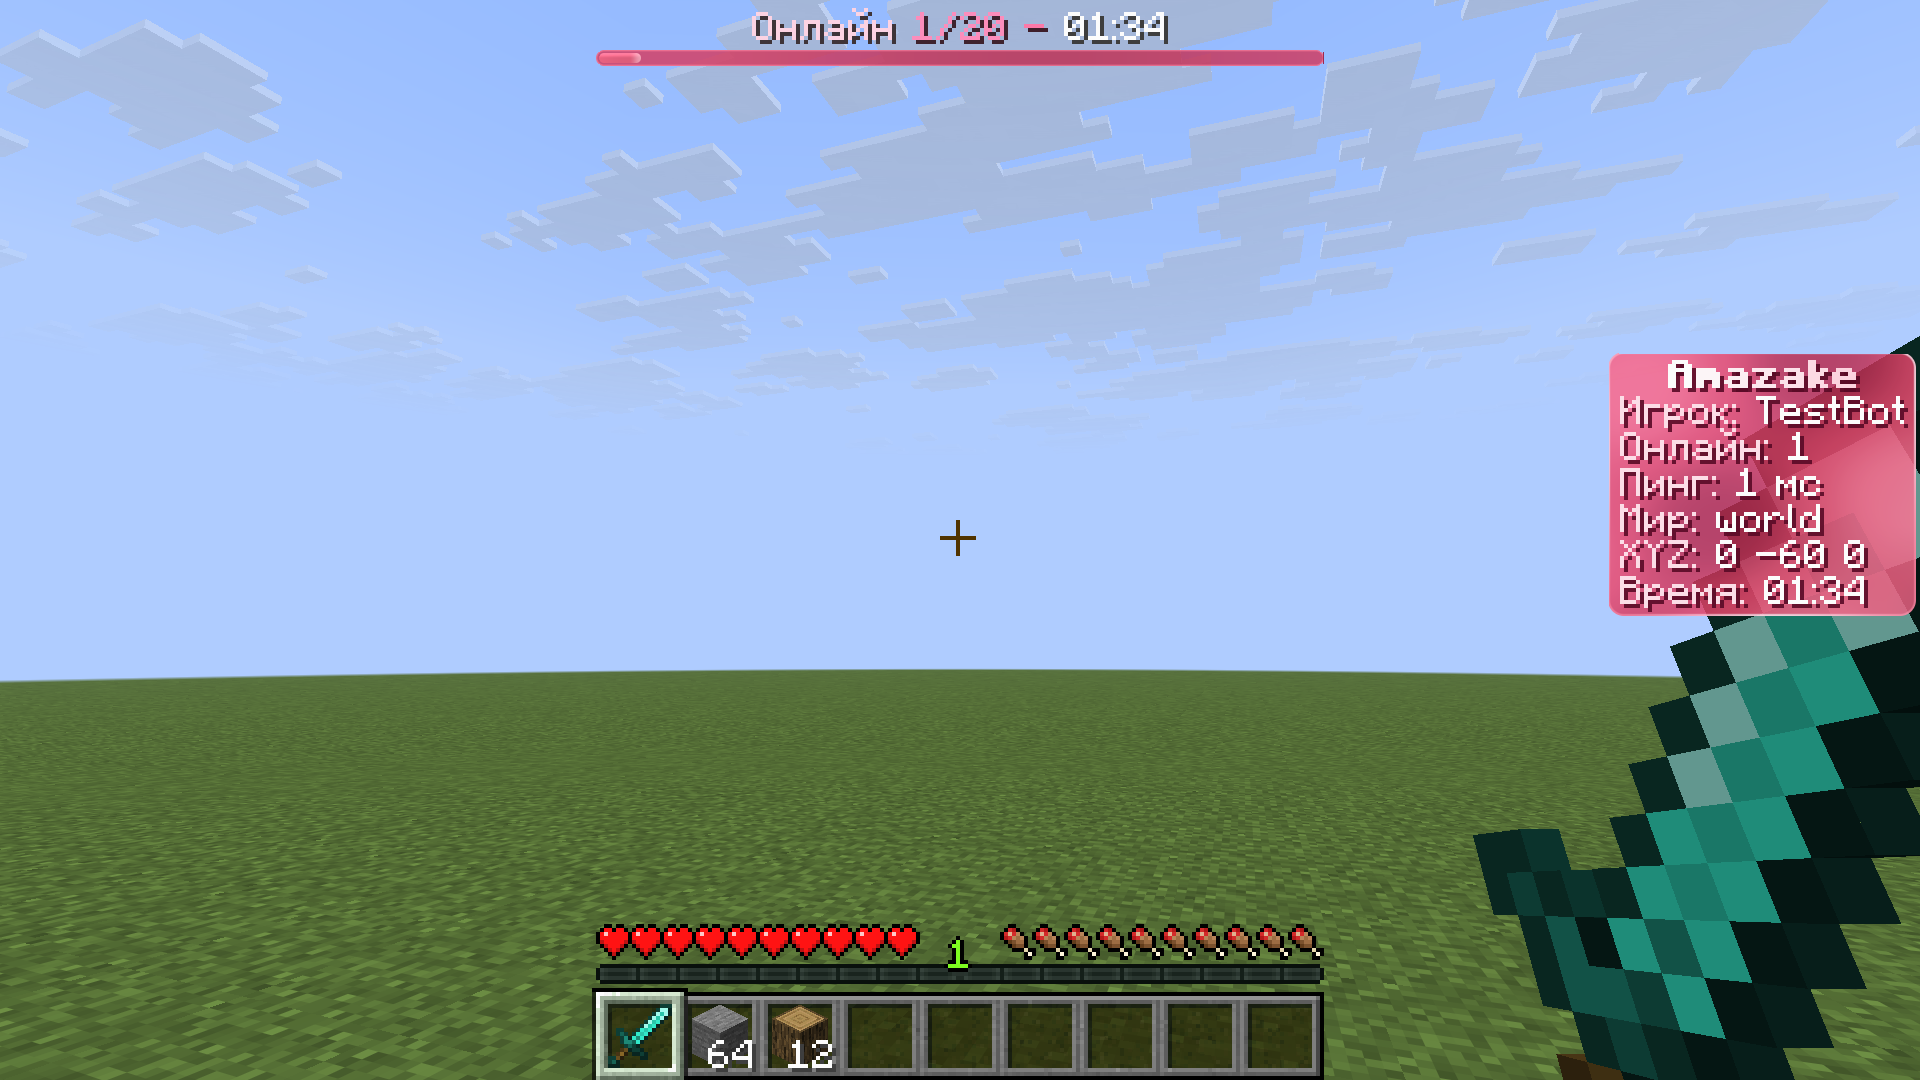 Онлайн 1/20 – 01:34
Amazake
Игрок: TestBot
Онлайн: 1
Пинг: 1 мс
Мир: world
XYZ: 0 -60 0
Время: 01:34
1
64
12